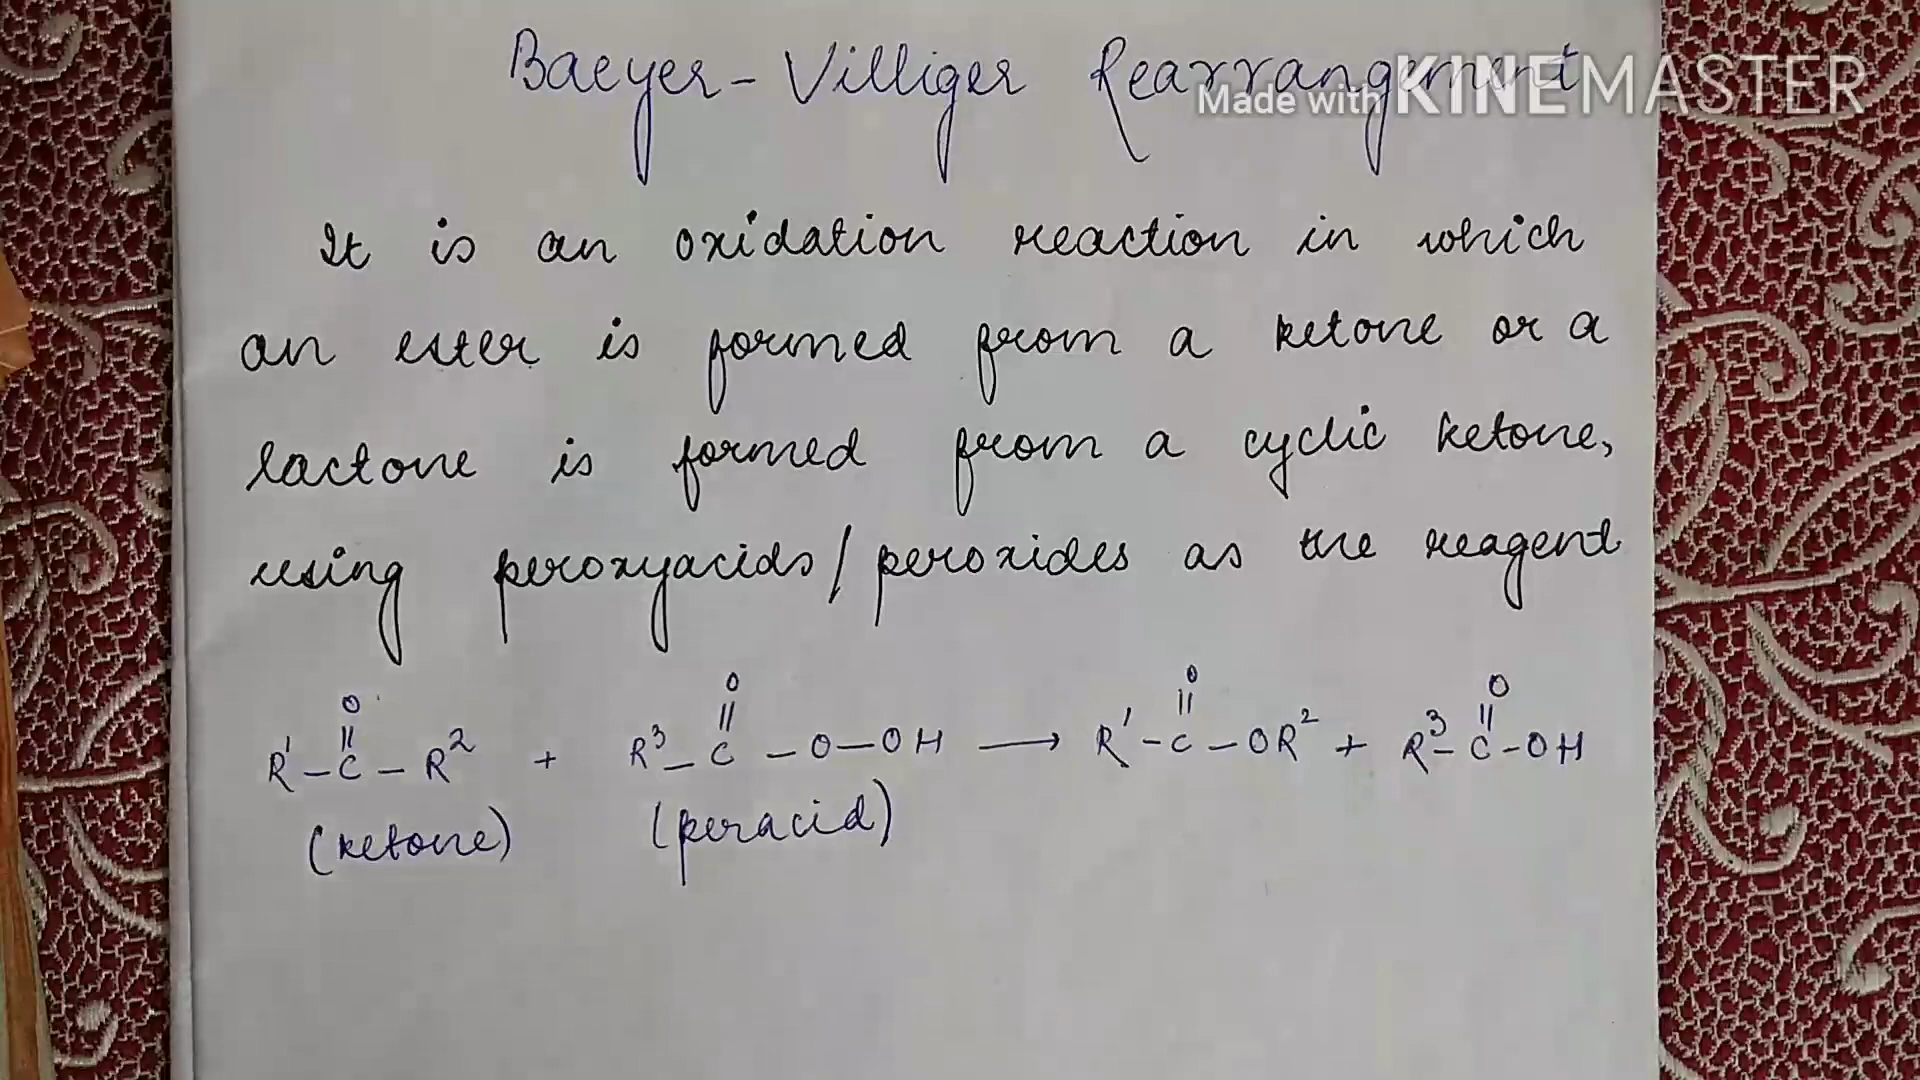 Baeyer - Villiger Rearrangement
Made with KINEMASTER
It is an oxidation reaction in which
an ester is formed from a ketone or a
lactone is formed from a cyclic ketone,
using peroxyacids/peroxides as the reagent
O O O O
|| || || ||
R' - C - R² + R³ - C - O - OH ⟶ R' - C - OR² + R³ - C - OH
(ketone) (peracid)